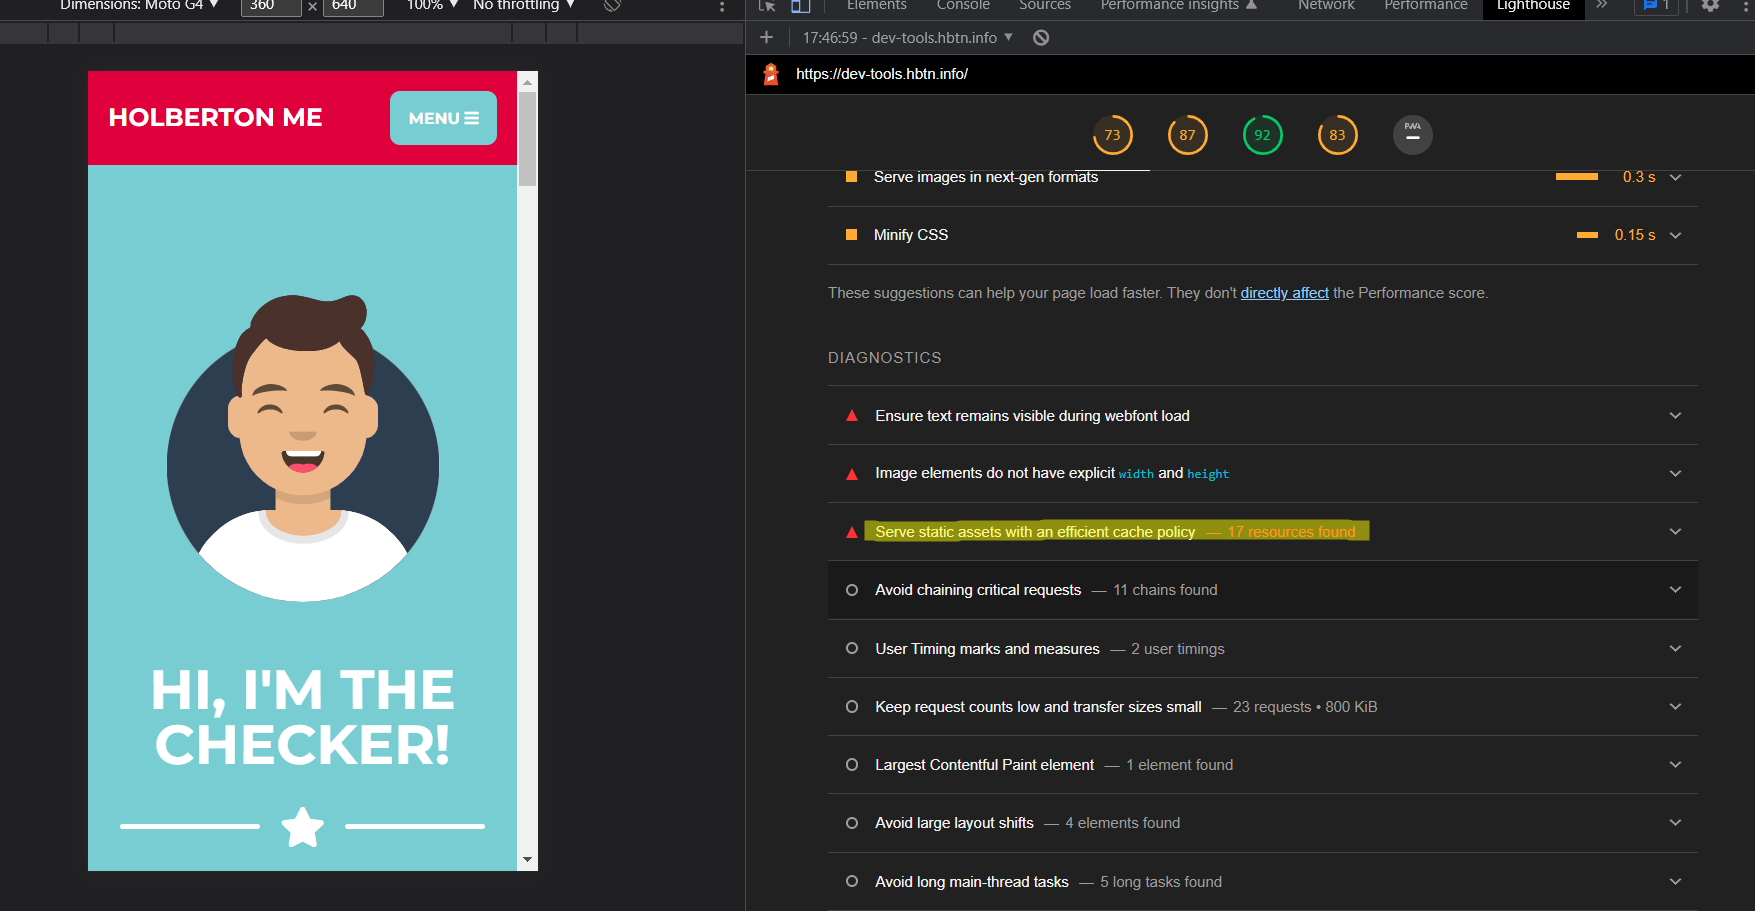 Dimensions: Moto G4 ▼ 360 × 640 100% ▼ No throttling ▼
HOLBERTON ME
MENU
HI, I'M THE
CHECKER!
Elements Console Sources Performance insights Network Performance Lighthouse » 1
+ 17:46:59 - dev-tools.hbtn.info ▼
https://dev-tools.hbtn.info/
73 87 92 83 PWA
Serve images in next-gen formats 0.3 s
Minify CSS 0.15 s
These suggestions can help your page load faster. They don't directly affect the Performance score.
DIAGNOSTICS
Ensure text remains visible during webfont load
Image elements do not have explicit width and height
Serve static assets with an efficient cache policy — 17 resources found
Avoid chaining critical requests — 11 chains found
User Timing marks and measures — 2 user timings
Keep request counts low and transfer sizes small — 23 requests • 800 KiB
Largest Contentful Paint element — 1 element found
Avoid large layout shifts — 4 elements found
Avoid long main-thread tasks — 5 long tasks found